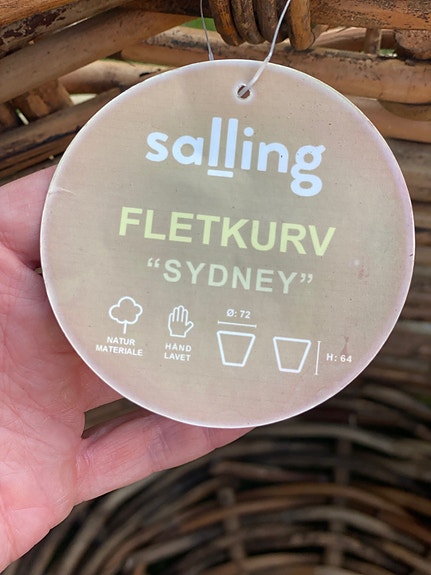 salling
FLETKURV
“SYDNEY”
NATUR
MATERIALE
HÅND
LAVET
Ø: 72
H: 64